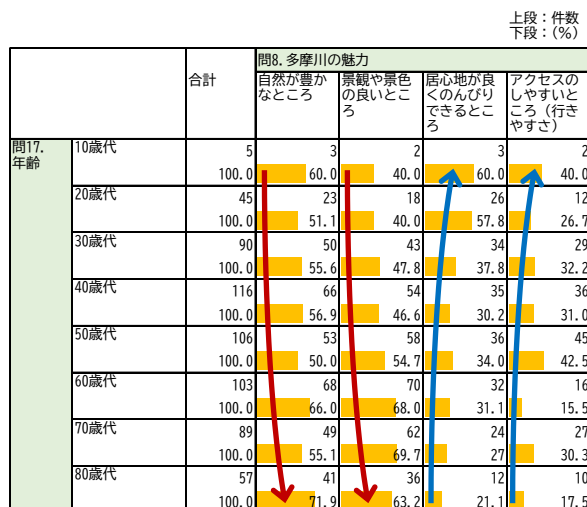 上段：件数
下段：(%)
問8.多摩川の魅力
合計
自然が豊か
なところ
景観や景色
の良いとこ
ろ
居心地が良
くのんびり
できるとこ
ろ
アクセスの
しやすいと
ころ（行き
やすさ）
問17.
年齢
10歳代
5 3 2 3 2
100.0 60.0 40.0 60.0 40.0
20歳代
45 23 18 26 12
100.0 51.1 40.0 57.8 26.7
30歳代
90 50 43 34 29
100.0 55.6 47.8 37.8 32.2
40歳代
116 66 54 35 36
100.0 56.9 46.6 30.2 31.0
50歳代
106 53 58 36 45
100.0 50.0 54.7 34.0 42.5
60歳代
103 68 70 32 16
100.0 66.0 68.0 31.1 15.5
70歳代
89 49 62 24 27
100.0 55.1 69.7 27 30.3
80歳代
57 41 36 12 10
100.0 71.9 63.2 21.1 17.5